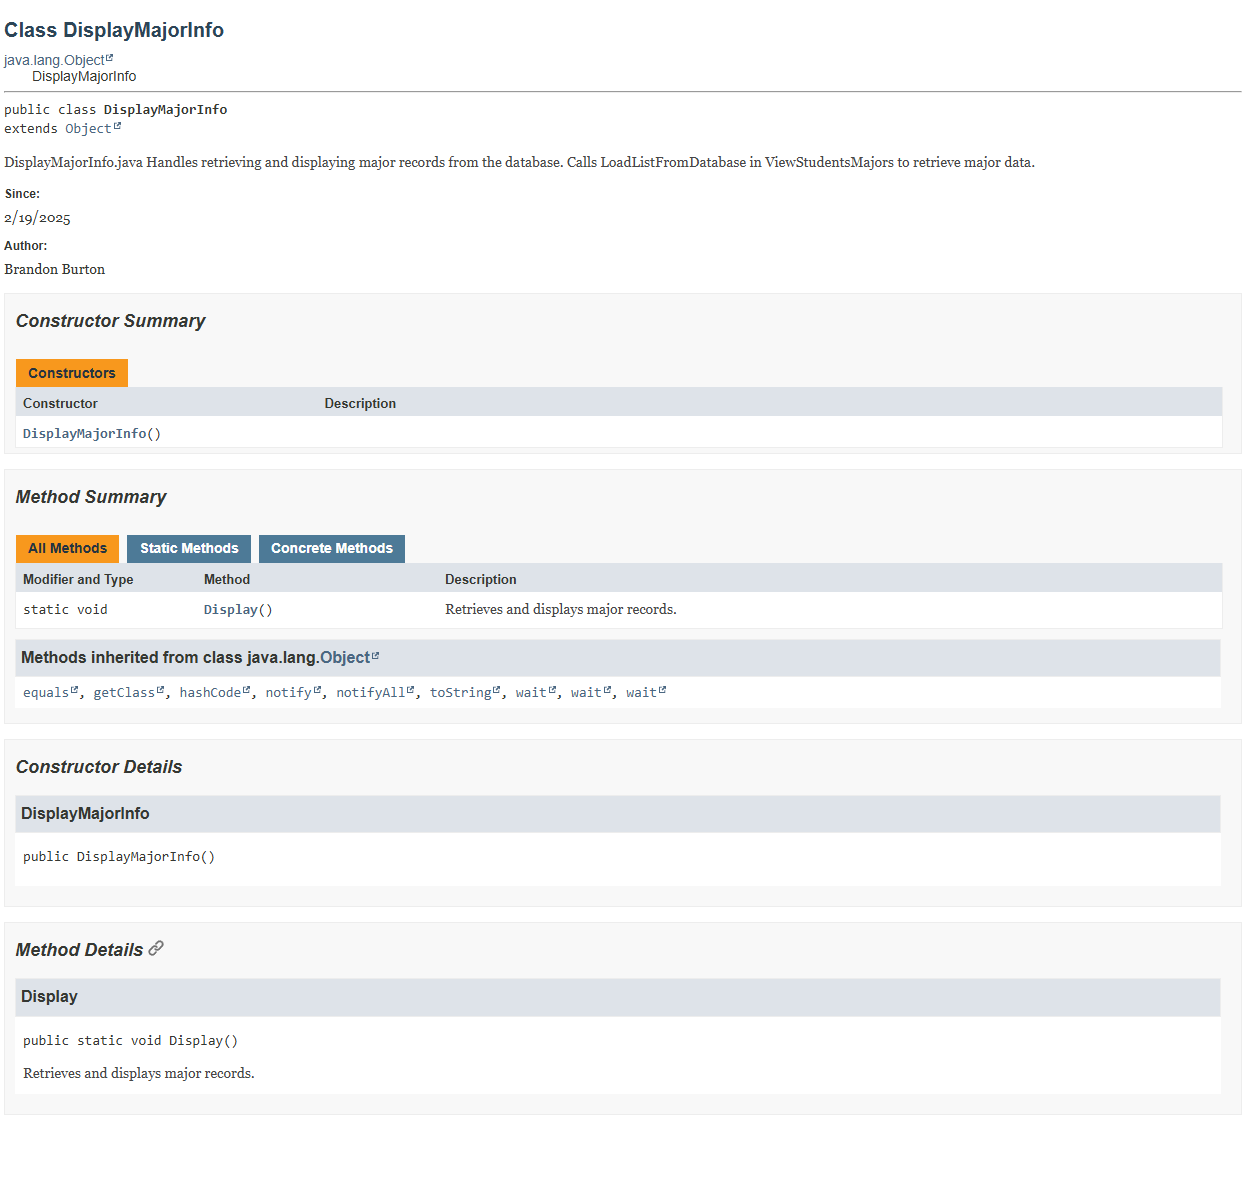 Class DisplayMajorInfo
java.lang.Object
DisplayMajorInfo
public class DisplayMajorInfo
extends Object
DisplayMajorInfo.java Handles retrieving and displaying major records from the database. Calls LoadListFromDatabase in ViewStudentsMajors to retrieve major data.
Since:
2/19/2025
Author:
Brandon Burton
Constructor Summary
Constructors
Constructor Description
DisplayMajorInfo()
Method Summary
All Methods Static Methods Concrete Methods
Modifier and Type Method Description
static void Display() Retrieves and displays major records.
Methods inherited from class java.lang.Object
equals, getClass, hashCode, notify, notifyAll, toString, wait, wait, wait
Constructor Details
DisplayMajorInfo
public DisplayMajorInfo()
Method Details
Display
public static void Display()
Retrieves and displays major records.